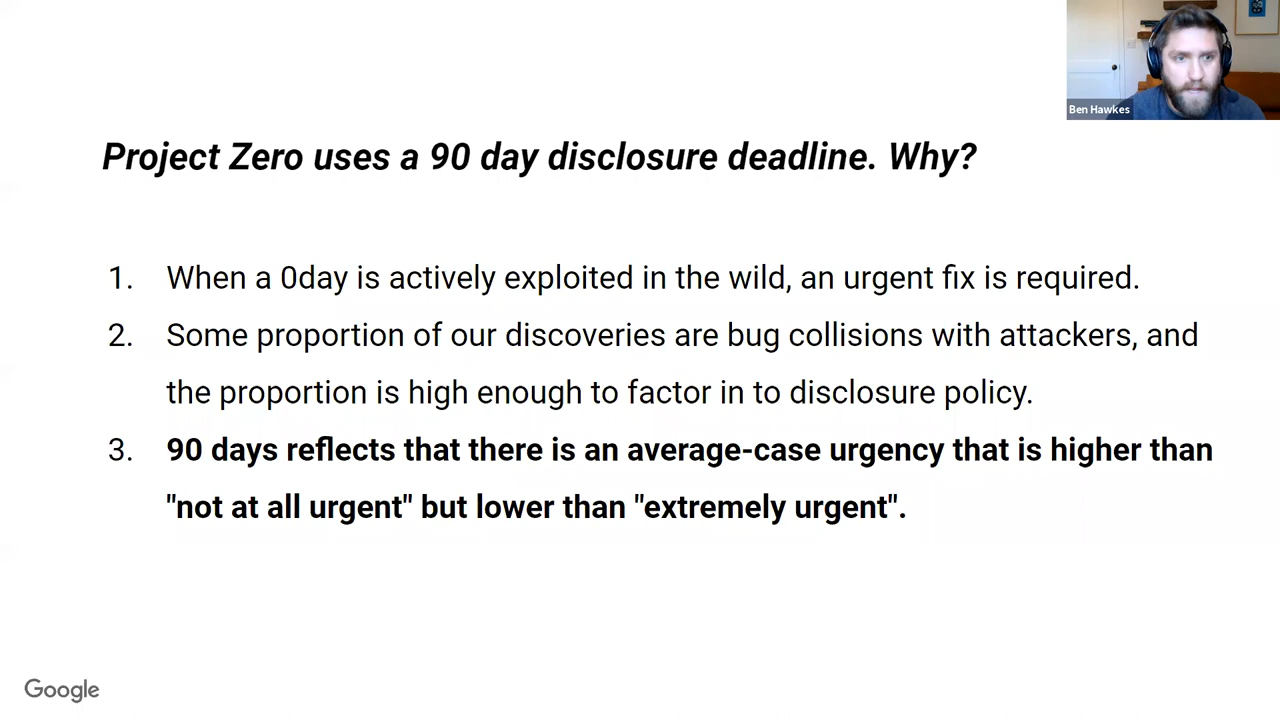 Ben Hawkes
Project Zero uses a 90 day disclosure deadline. Why?
1. When a 0day is actively exploited in the wild, an urgent fix is required.
2. Some proportion of our discoveries are bug collisions with attackers, and
the proportion is high enough to factor in to disclosure policy.
3. 90 days reflects that there is an average-case urgency that is higher than
"not at all urgent" but lower than "extremely urgent".
Google